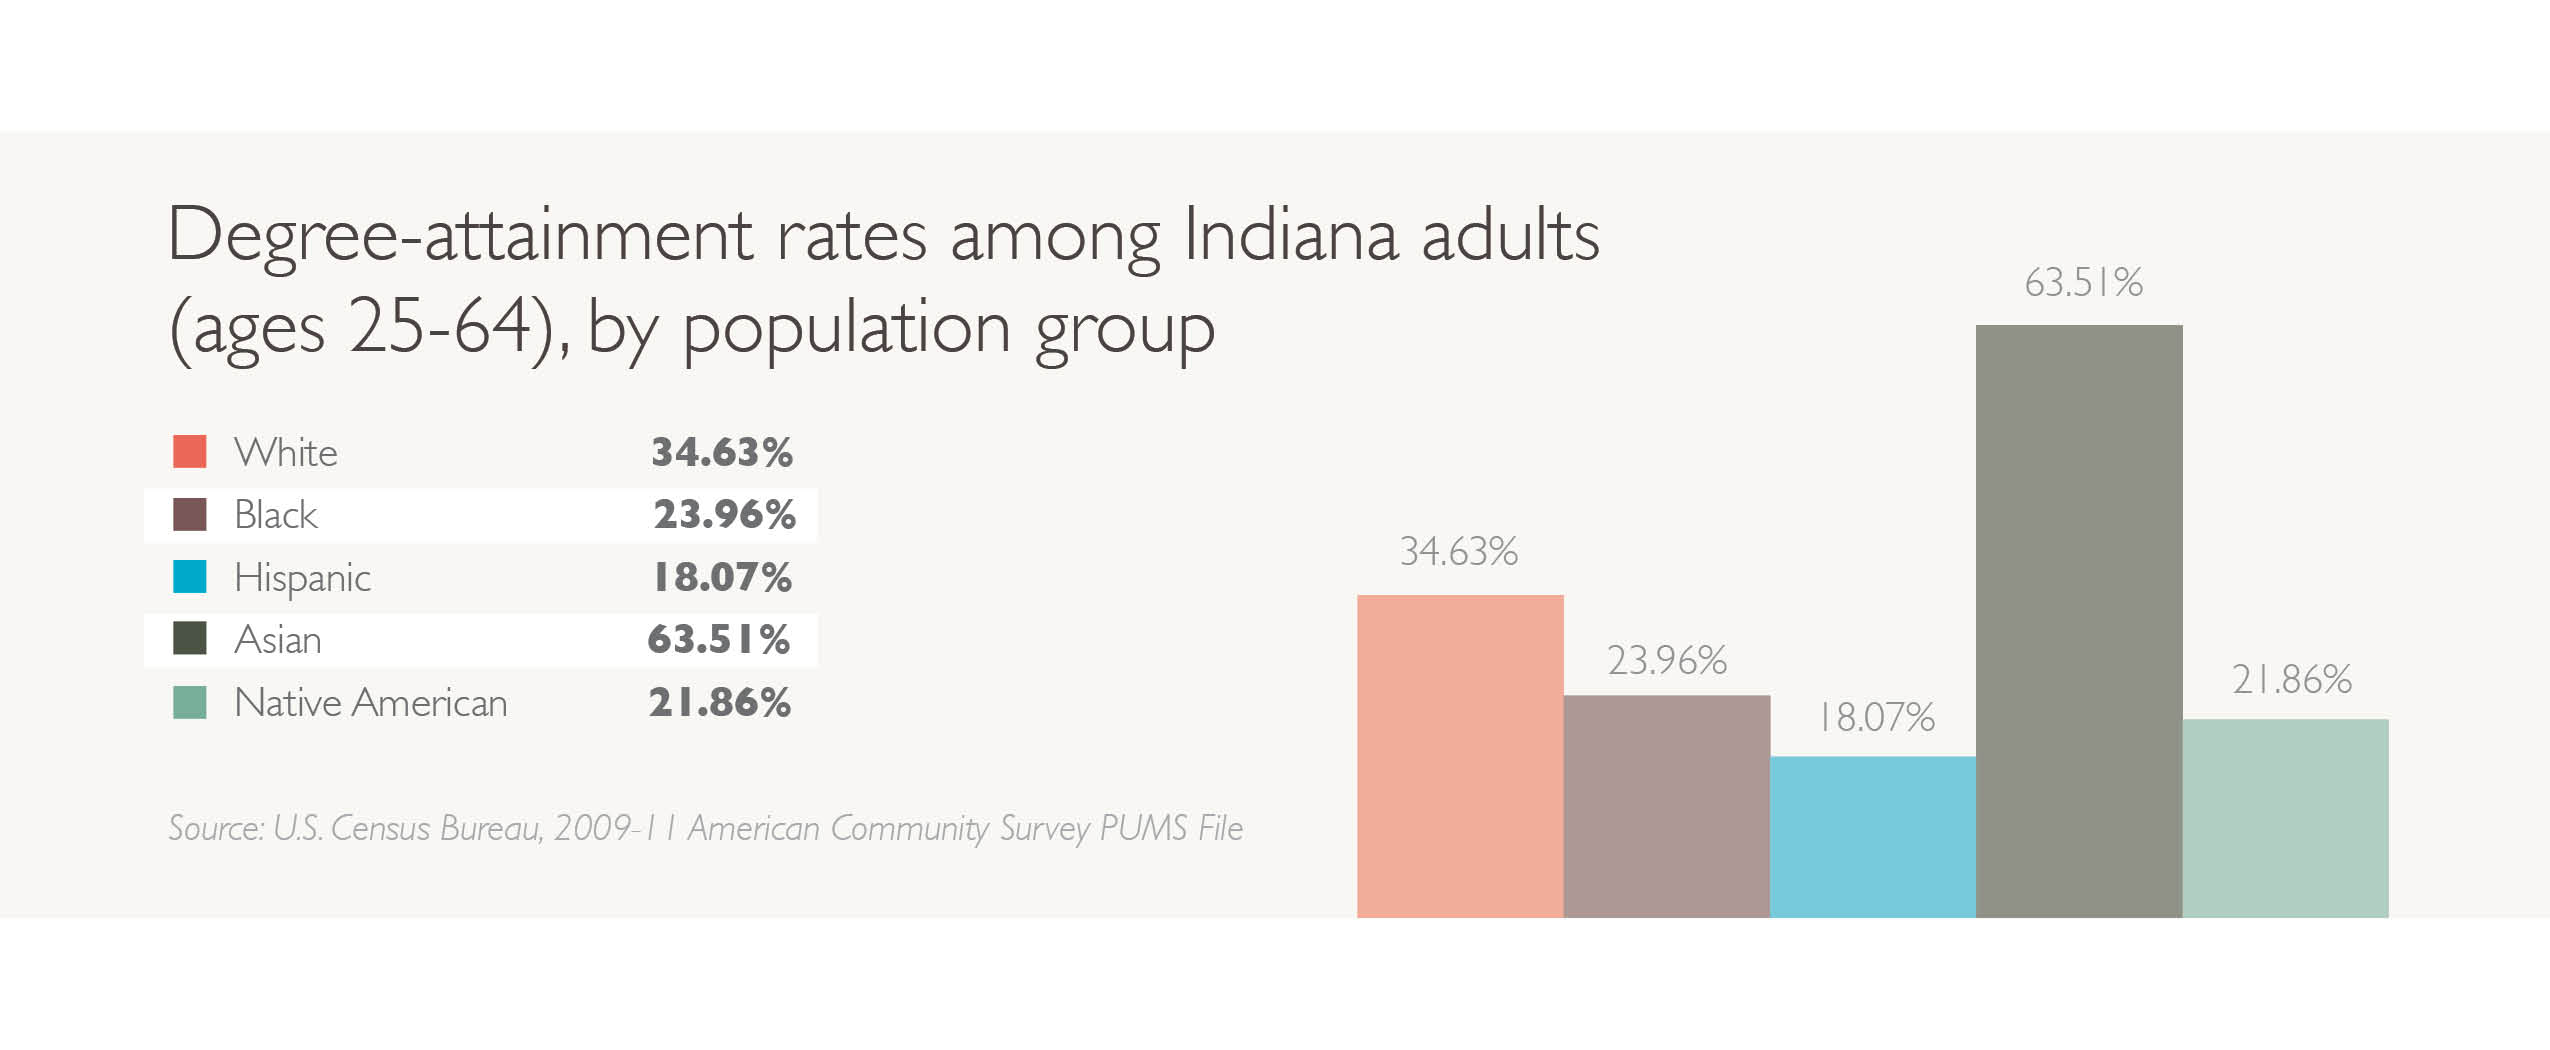 Degree-attainment rates among Indiana adults
(ages 25-64), by population group
White 34.63%
Black 23.96%
Hispanic 18.07%
Asian 63.51%
Native American 21.86%
Source: U.S. Census Bureau, 2009-11 American Community Survey PUMS File
34.63%
23.96%
18.07%
63.51%
21.86%